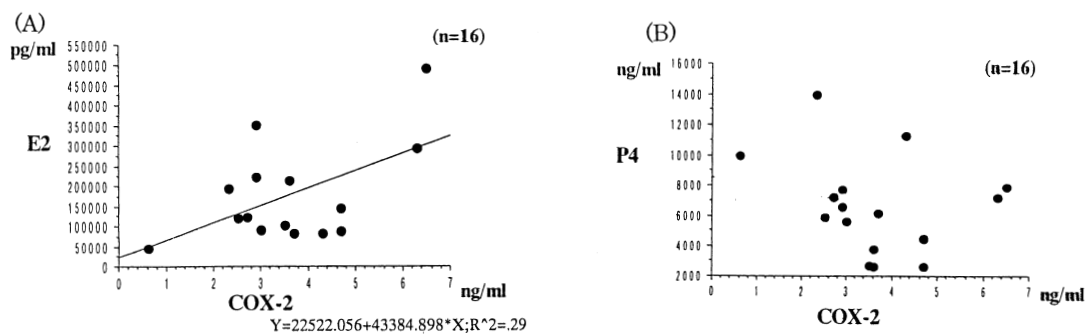 (A)
pg/ml
(n=16)
550000
500000
450000
400000
350000
300000
250000
200000
150000
100000
50000
0
E2
0 1 2 3 4 5 6 7
ng/ml
COX-2
Y=22522.056+43384.898*X;R^2=.29
(B)
ng/ml
(n=16)
16000
14000
12000
10000
8000
6000
4000
2000
P4
0 1 2 3 4 5 6 7
ng/ml
COX-2